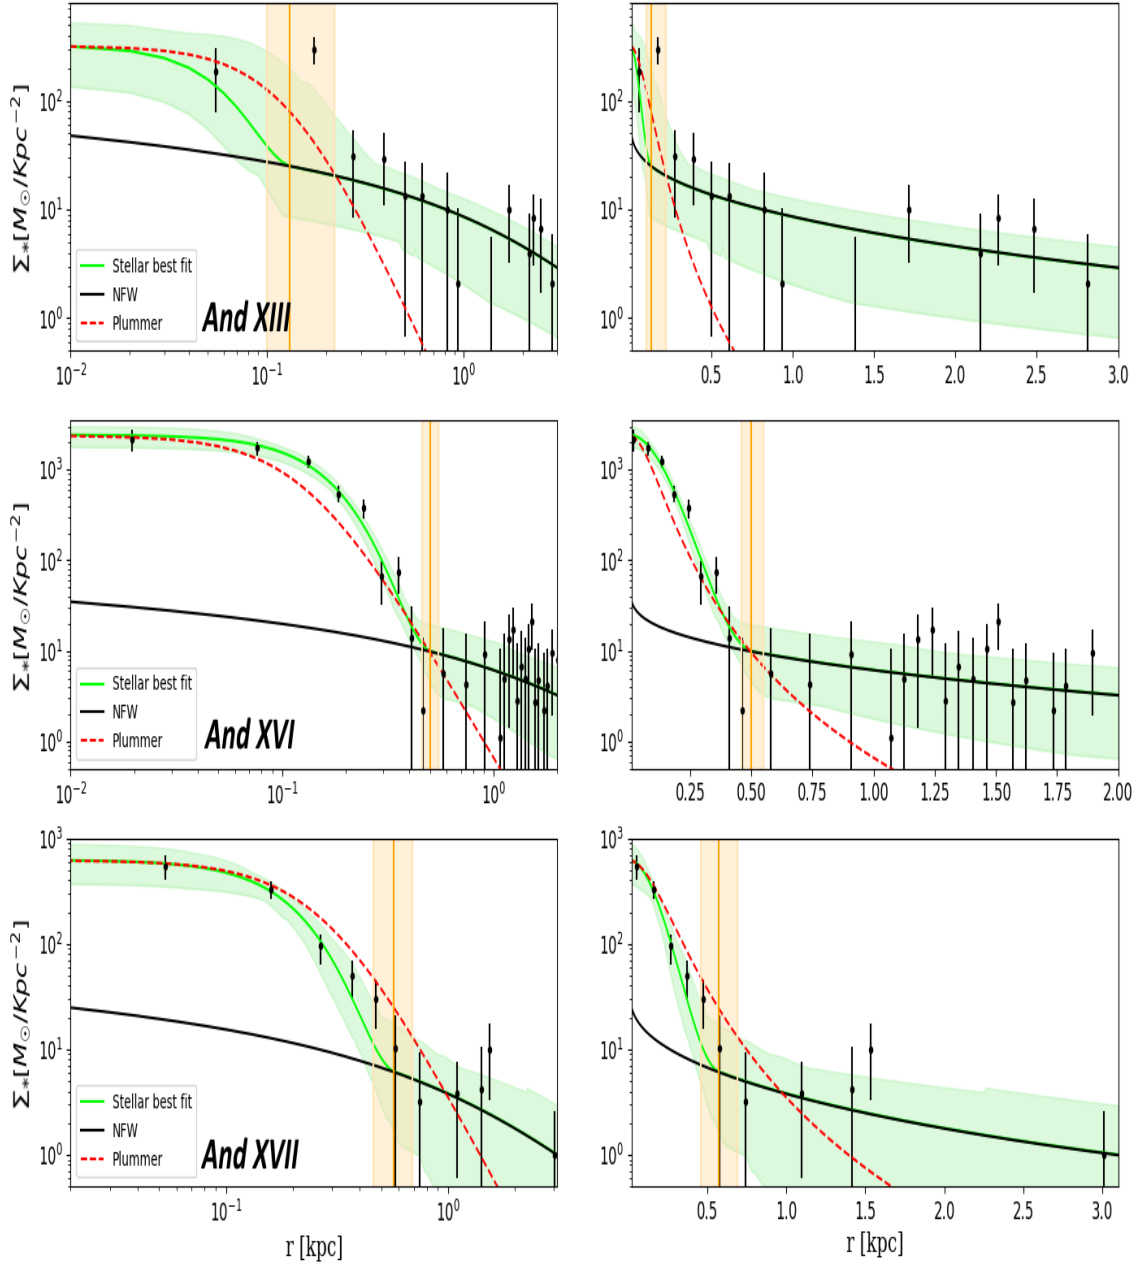 Σ*[M⊙/Kpc⁻²]
10²
10¹
10⁰
Stellar best fit
NFW
Plummer
And XIII
10⁻² 10⁻¹ 10⁰
0.5 1.0 1.5 2.0 2.5 3.0
Σ*[M⊙/Kpc⁻²]
10³
10²
10¹
10⁰
Stellar best fit
NFW
Plummer
And XVI
10⁻² 10⁻¹ 10⁰
0.25 0.50 0.75 1.00 1.25 1.50 1.75 2.00
Σ*[M⊙/Kpc⁻²]
10³
10²
10¹
10⁰
Stellar best fit
NFW
Plummer
And XVII
10⁻¹ 10⁰
0.5 1.0 1.5 2.0 2.5 3.0
r [kpc]
r [kpc]
10²
10¹
10⁰
10³
10²
10¹
10⁰
10³
10²
10¹
10⁰